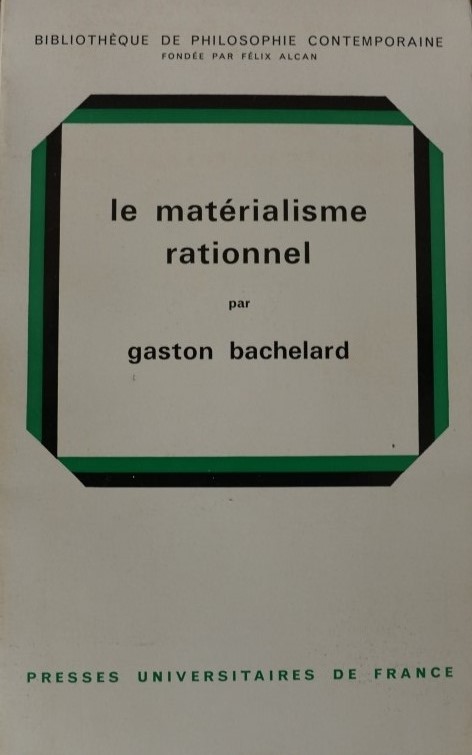 BIBLIOTHÈQUE DE PHILOSOPHIE CONTEMPORAINE
FONDÉE PAR FÉLIX ALCAN
le matérialisme
rationnel
par
gaston bachelard
PRESSES UNIVERSITAIRES DE FRANCE